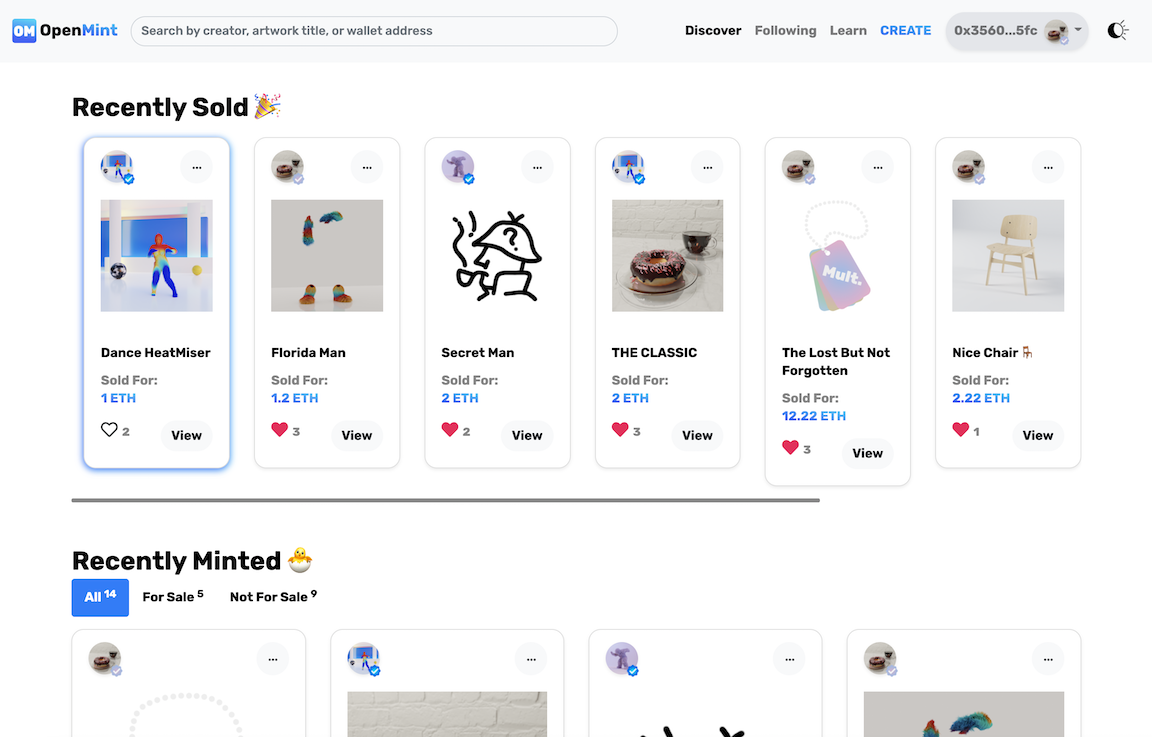 OM OpenMint
Search by creator, artwork title, or wallet address
Discover Following Learn CREATE 0x3560...5fc
Recently Sold 🎉
... ... ... ... ... ...
Mult.
Dance HeatMiser
Sold For:
1 ETH
2 View
Florida Man
Sold For:
1.2 ETH
3 View
Secret Man
Sold For:
2 ETH
2 View
THE CLASSIC
Sold For:
2 ETH
3 View
The Lost But Not
Forgotten
Sold For:
12.22 ETH
3 View
Nice Chair 🪑
Sold For:
2.22 ETH
1 View
Recently Minted 🐣
All 14 For Sale 5 Not For Sale 9
... ... ... ...